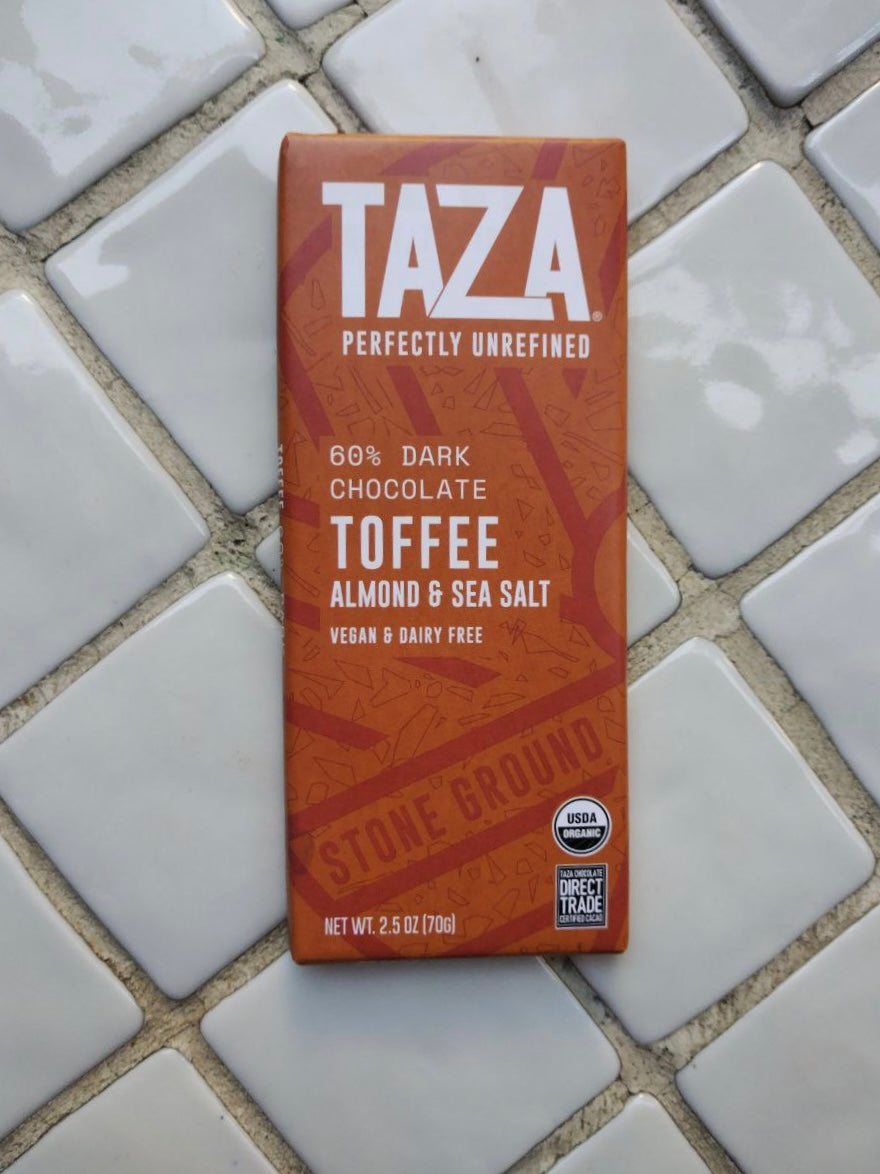 TAZA®
PERFECTLY UNREFINED
60% DARK
CHOCOLATE
TOFFEE
ALMOND & SEA SALT
VEGAN & DAIRY FREE
STONE GROUND
USDA
ORGANIC
TAZA CHOCOLATE
DIRECT
TRADE
CERTIFIED CACAO
NET WT. 2.5 OZ (70g)